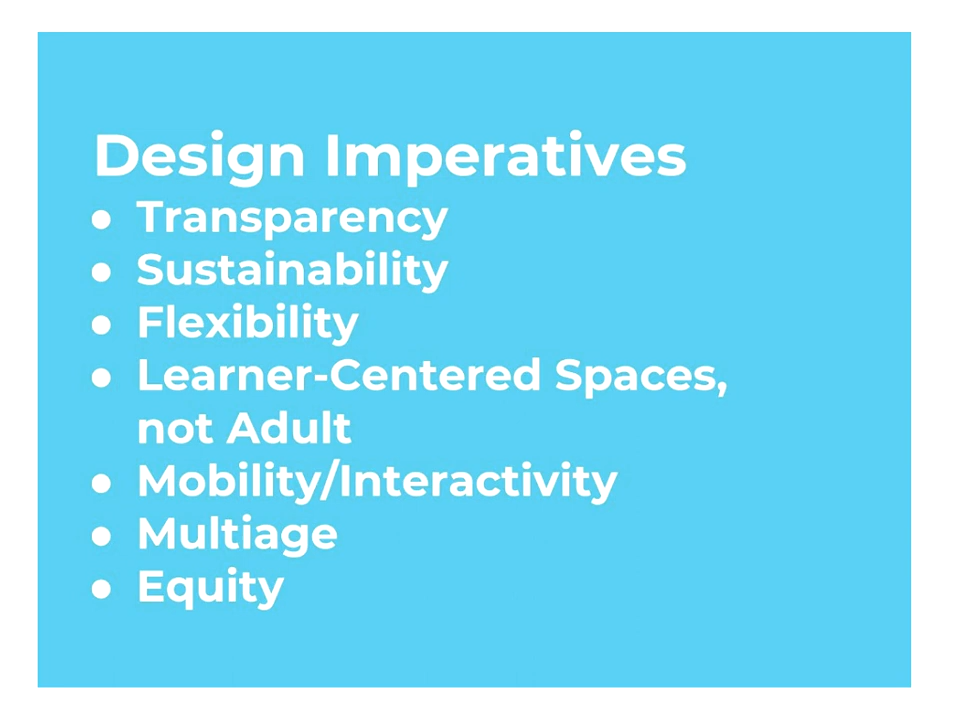 Design Imperatives
● Transparency
● Sustainability
● Flexibility
● Learner-Centered Spaces,
not Adult
● Mobility/Interactivity
● Multiage
● Equity